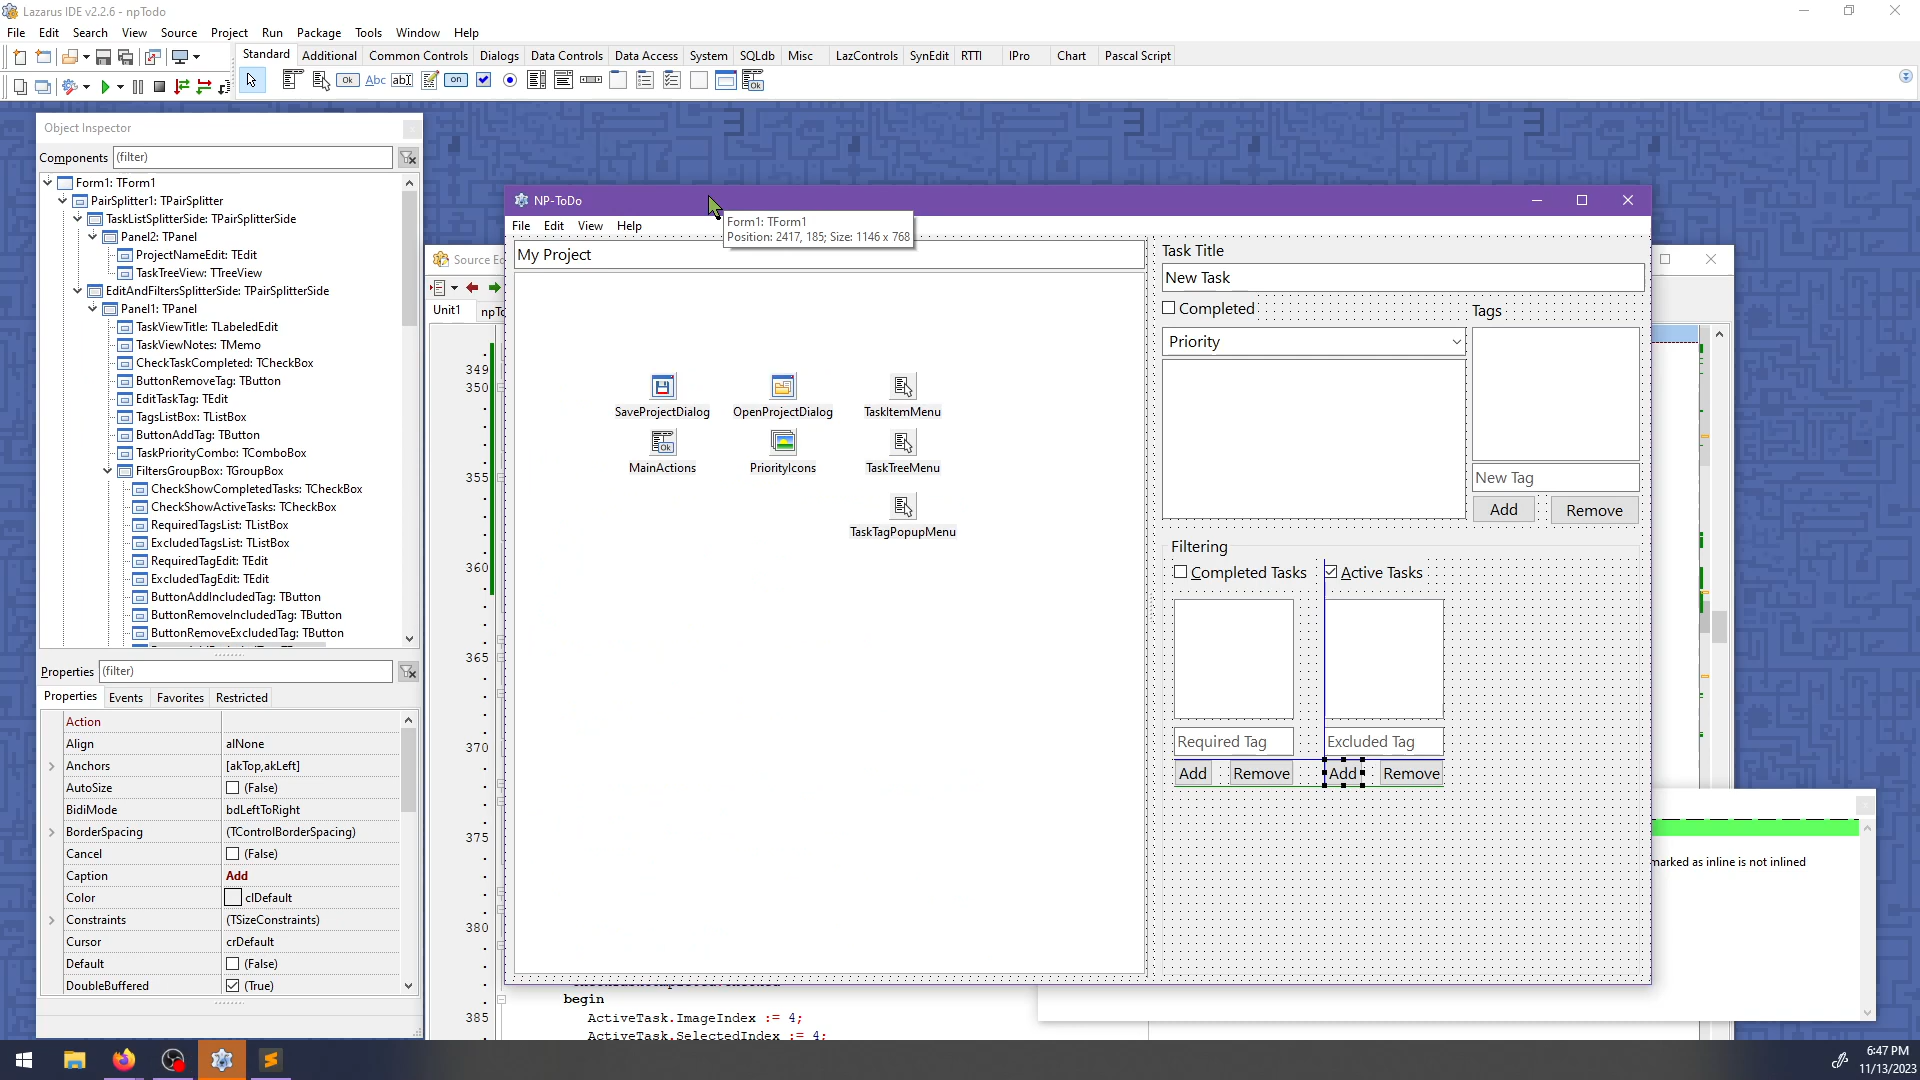 Lazarus IDE v2.2.6 - npTodo
File Edit Search View Source Project Run Package Tools Window Help
Standard Additional Common Controls Dialogs Data Controls Data Access System SQLdb Misc LazControls SynEdit RTTI IPro Chart Pascal Script
Ok Abc ab on Ok
Object Inspector
Components (filter)
Form1: TForm1
PairSplitter1: TPairSplitter
TaskListSplitterSide: TPairSplitterSide
Panel2: TPanel
ProjectNameEdit: TEdit
TaskTreeView: TTreeView
EditAndFiltersSplitterSide: TPairSplitterSide
Panel1: TPanel
TaskViewTitle: TLabeledEdit
TaskViewNotes: TMemo
CheckTaskCompleted: TCheckBox
ButtonRemoveTag: TButton
EditTaskTag: TEdit
TagsListBox: TListBox
ButtonAddTag: TButton
TaskPriorityCombo: TComboBox
FiltersGroupBox: TGroupBox
CheckShowCompletedTasks: TCheckBox
CheckShowActiveTasks: TCheckBox
RequiredTagsList: TListBox
ExcludedTagsList: TListBox
RequiredTagEdit: TEdit
ExcludedTagEdit: TEdit
ButtonAddIncludedTag: TButton
ButtonRemoveIncludedTag: TButton
ButtonRemoveExcludedTag: TButton
Properties (filter)
Properties Events Favorites Restricted
Action
Align alNone
Anchors [akTop,akLeft]
AutoSize (False)
BidiMode bdLeftToRight
BorderSpacing (TControlBorderSpacing)
Cancel (False)
Caption Add
Color clDefault
Constraints (TSizeConstraints)
Cursor crDefault
Default (False)
DoubleBuffered (True)
Source Ed
Unit1 npTo
349
350
355
360
365
370
375
380
385
begin
ActiveTask.ImageIndex := 4;
ActiveTask.SelectedIndex := 4;
NP-ToDo
File Edit View Help
Form1: TForm1
Position: 2417, 185; Size: 1146 x 768
My Project
SaveProjectDialog OpenProjectDialog TaskItemMenu
MainActions PriorityIcons TaskTreeMenu
TaskTagPopupMenu
Task Title
New Task
Completed
Tags
Priority
New Tag
Add Remove
Filtering
Completed Tasks Active Tasks
Required Tag Excluded Tag
Add Remove Add Remove
marked as inline is not inlined
6:47 PM
11/13/2023